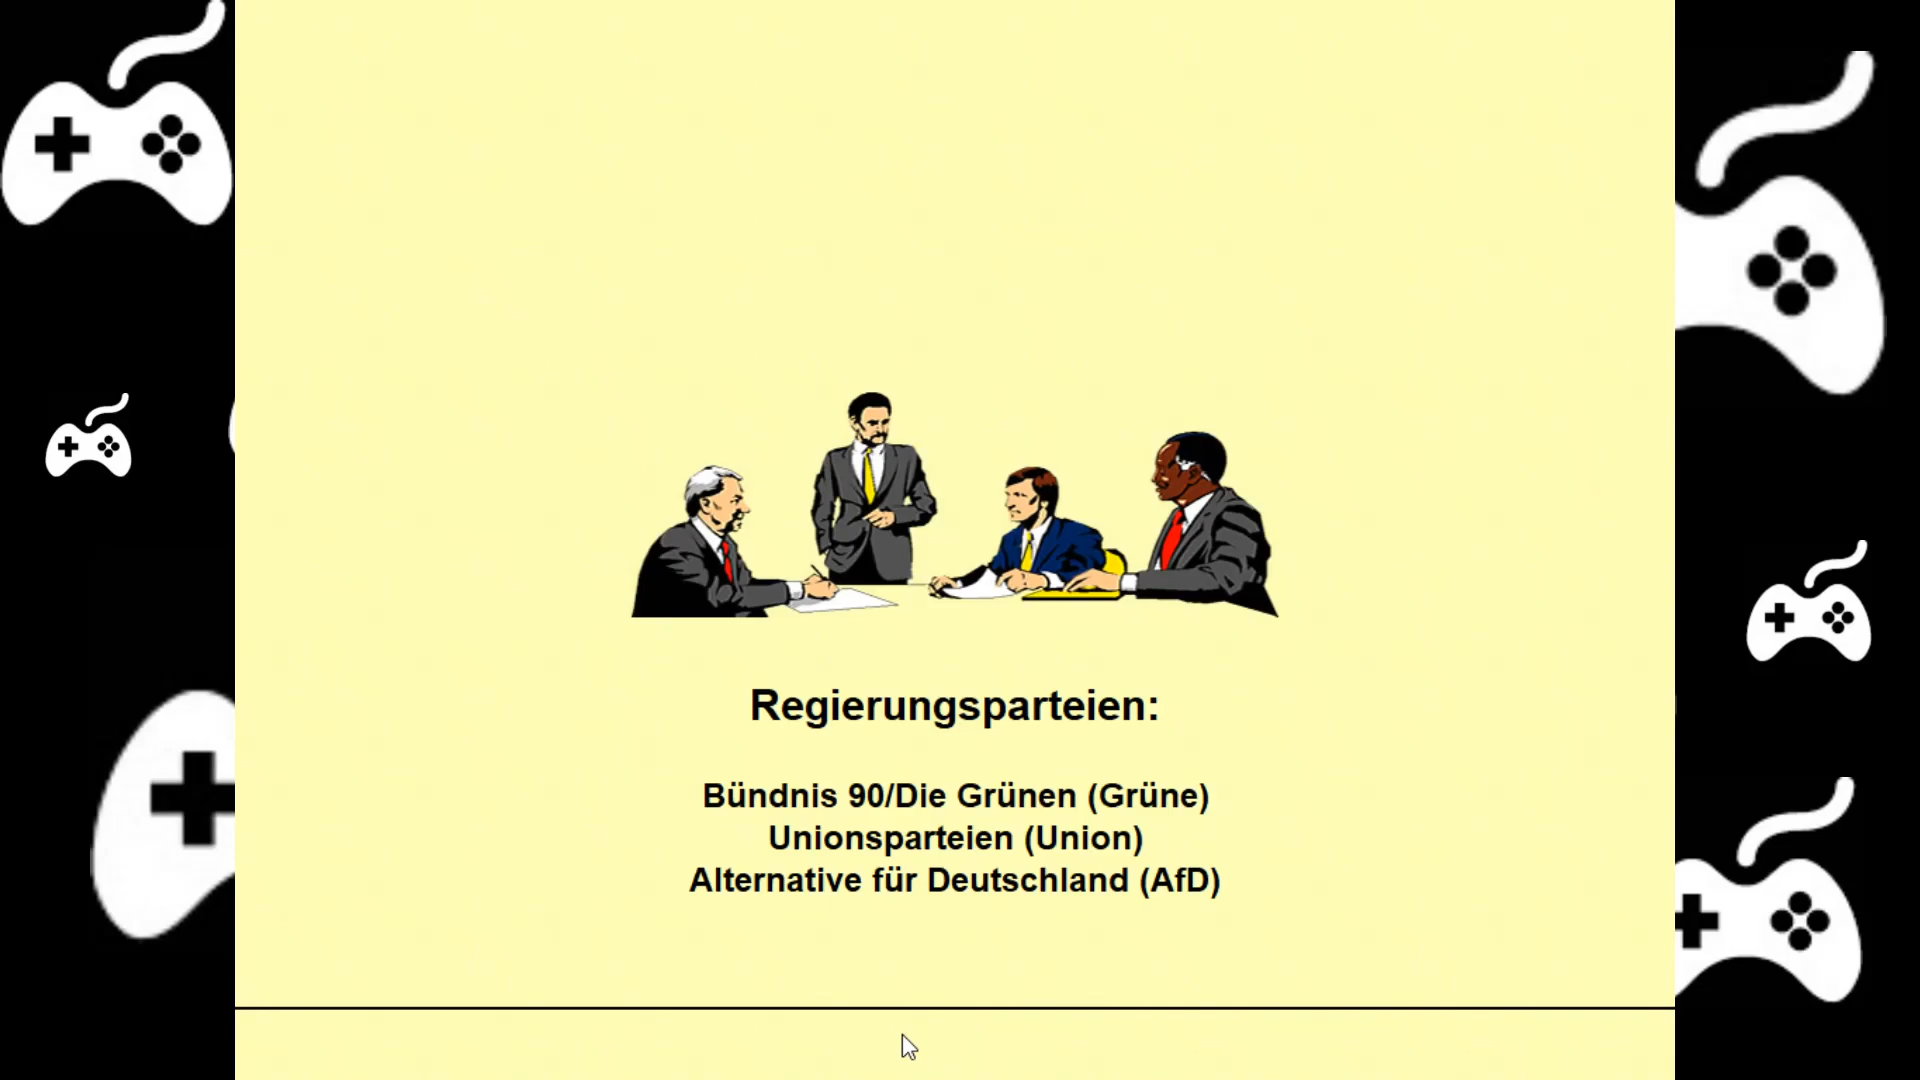 Regierungsparteien:
Bündnis 90/Die Grünen (Grüne)
Unionsparteien (Union)
Alternative für Deutschland (AfD)